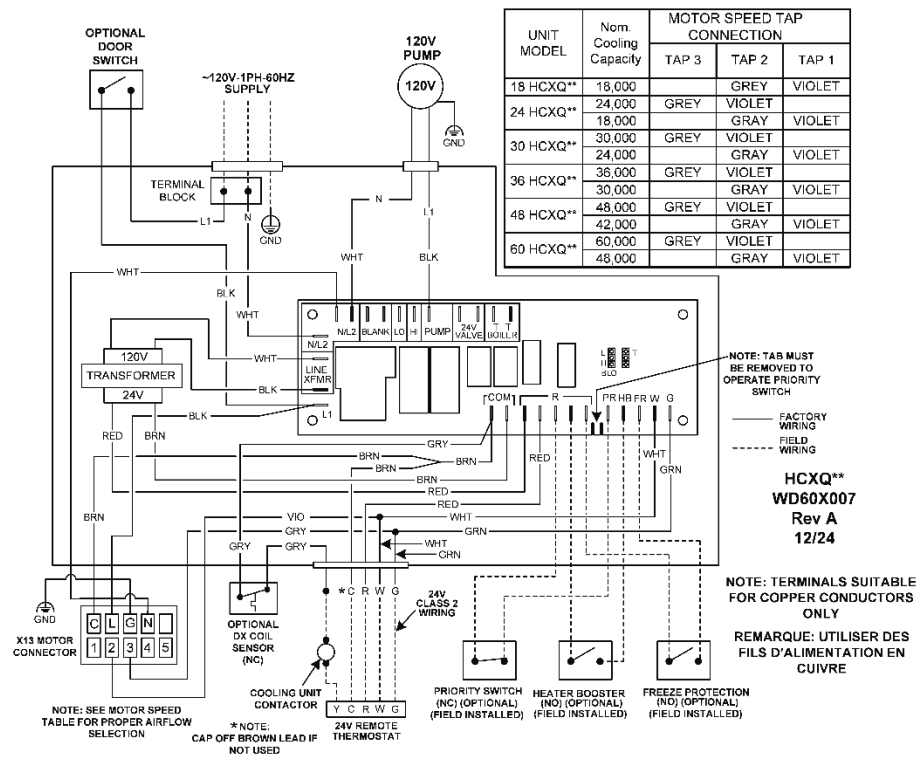 OPTIONAL
DOOR
SWITCH
~120V-1PH-60HZ
SUPPLY
120V
PUMP
120V
GND
UNIT
MODEL
Nom.
Cooling
Capacity
MOTOR SPEED TAP
CONNECTION
TAP 3 TAP 2 TAP 1
18 HCXQ** 18,000 GREY VIOLET
24 HCXQ** 24,000 GREY VIOLET
18,000 GRAY VIOLET
30 HCXQ** 30,000 GREY VIOLET
24,000 GRAY VIOLET
36 HCXQ** 36,000 GREY VIOLET
30,000 GRAY VIOLET
48 HCXQ** 48,000 GREY VIOLET
42,000 GRAY VIOLET
60 HCXQ** 60,000 GREY VIOLET
48,000 GRAY VIOLET
TERMINAL
BLOCK
L1
N
GND
N
L1
WHT
BLK
WHT
BLK
WHT
N/L2 BLANK LO HI PUMP 24V VALVE T T BOILLR
N/L2
LINE
XFMR
L1
120V
TRANSFORMER
24V
WHT
BLK
BLK
L
H
BLO
T
COM R PR HB FR W G
NOTE: TAB MUST
BE REMOVED TO
OPERATE PRIORITY
SWITCH
FACTORY
WIRING
FIELD
WIRING
RED
BRN
GRY
BRN
BRN
BRN
BRN
RED
RED
RED
WHT
GRN
BRN
VIO
WHT
GRY
GRN
GRY
GRY
WHT
GRN
HCXQ**
WD60X007
Rev A
12/24
NOTE: TERMINALS SUITABLE
FOR COPPER CONDUCTORS
ONLY
REMARQUE: UTILISER DES
FILS D'ALIMENTATION EN
CUIVRE
GND
X13 MOTOR
CONNECTOR
C L G N
1 2 3 4 5
OPTIONAL
DX COIL
SENSOR
(NC)
* C R W G
24V
CLASS 2
WIRING
COOLING UNIT
CONTACTOR
Y C R W G
24V REMOTE
THERMOSTAT
NOTE: SEE MOTOR SPEED
TABLE FOR PROPER AIRFLOW
SELECTION
*NOTE:
CAP OFF BROWN LEAD IF
NOT USED
PRIORITY SWITCH
(NC) (OPTIONAL)
(FIELD INSTALLED)
HEATER BOOSTER
(NO) (OPTIONAL)
(FIELD INSTALLED)
FREEZE PROTECTION
(NO) (OPTIONAL)
(FIELD INSTALLED)